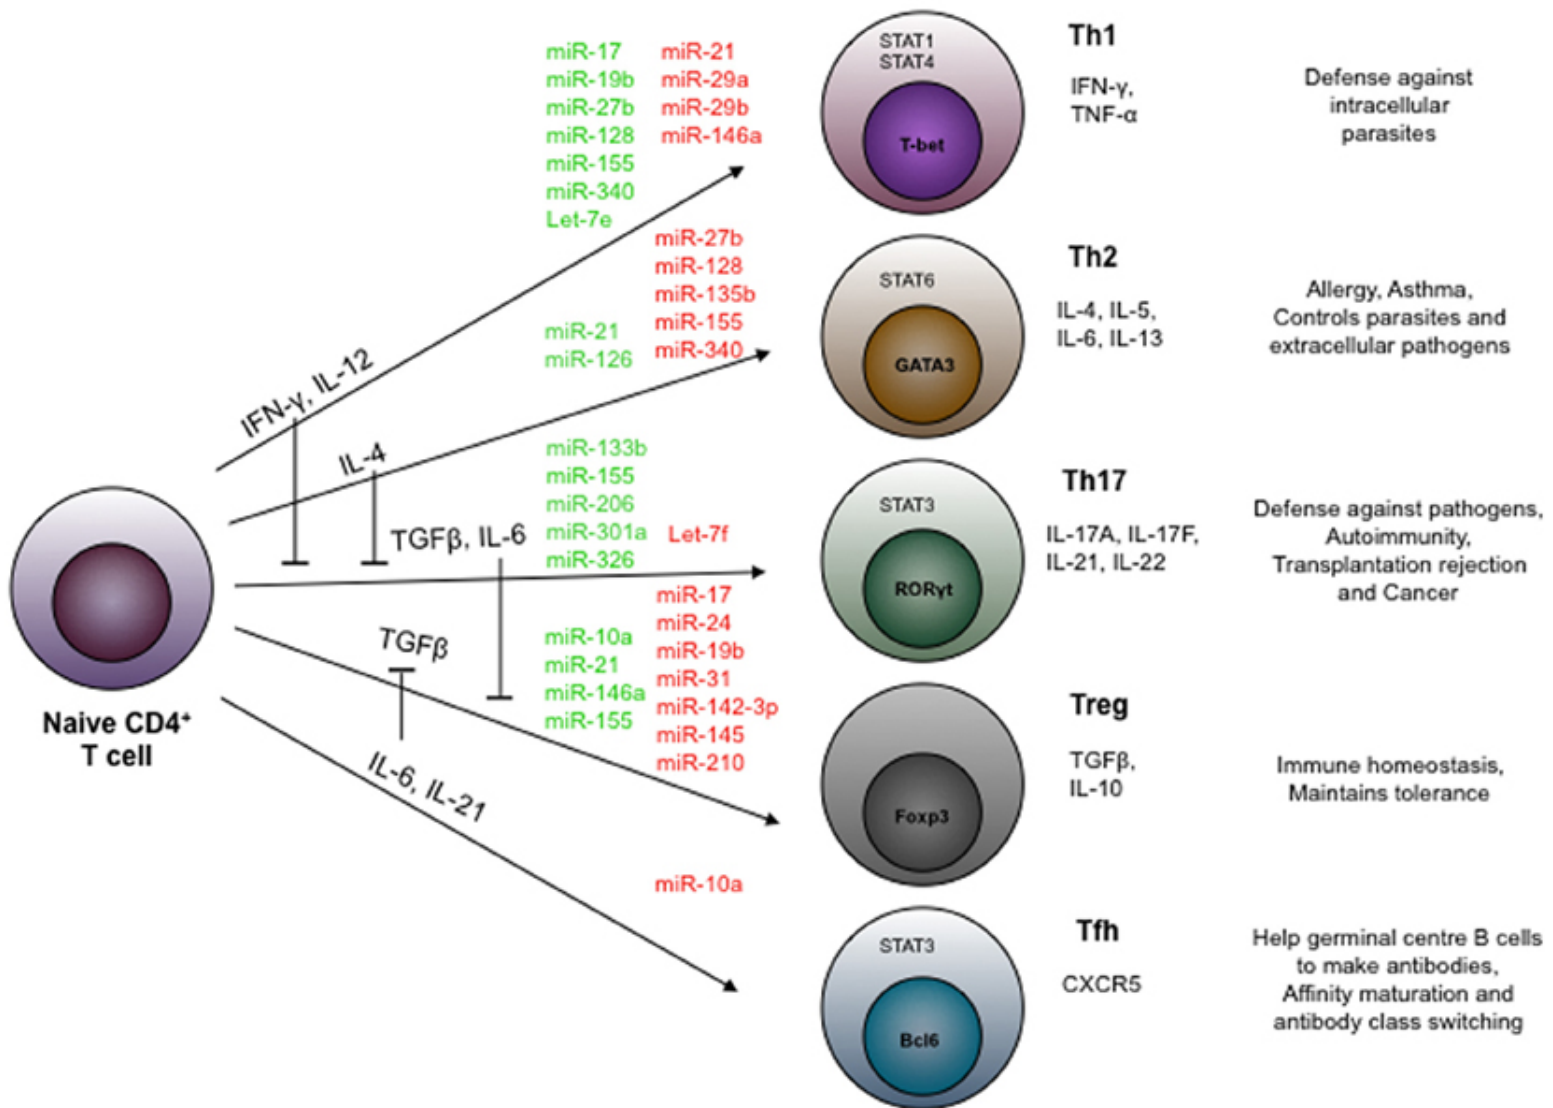 miR-17
miR-19b
miR-27b
miR-128
miR-155
miR-340
Let-7e
miR-21
miR-29a
miR-29b
miR-146a
STAT1
STAT4
T-bet
Th1
IFN-γ,
TNF-α
Defense against
intracellular
parasites
IFN-γ, IL-12
miR-21
miR-126
miR-27b
miR-128
miR-135b
miR-155
miR-340
STAT6
GATA3
Th2
IL-4, IL-5,
IL-6, IL-13
Allergy, Asthma,
Controls parasites and
extracellular pathogens
IL-4
miR-133b
miR-155
miR-206
miR-301a
miR-326
Let-7f
TGFβ, IL-6
STAT3
RORγt
Th17
IL-17A, IL-17F,
IL-21, IL-22
Defense against pathogens,
Autoimmunity,
Transplantation rejection
and Cancer
Naive CD4⁺
T cell
TGFβ
miR-10a
miR-21
miR-146a
miR-155
miR-17
miR-24
miR-19b
miR-31
miR-142-3p
miR-145
miR-210
Foxp3
Treg
TGFβ,
IL-10
Immune homeostasis,
Maintains tolerance
IL-6, IL-21
miR-10a
STAT3
Bcl6
Tfh
CXCR5
Help germinal centre B cells
to make antibodies,
Affinity maturation and
antibody class switching